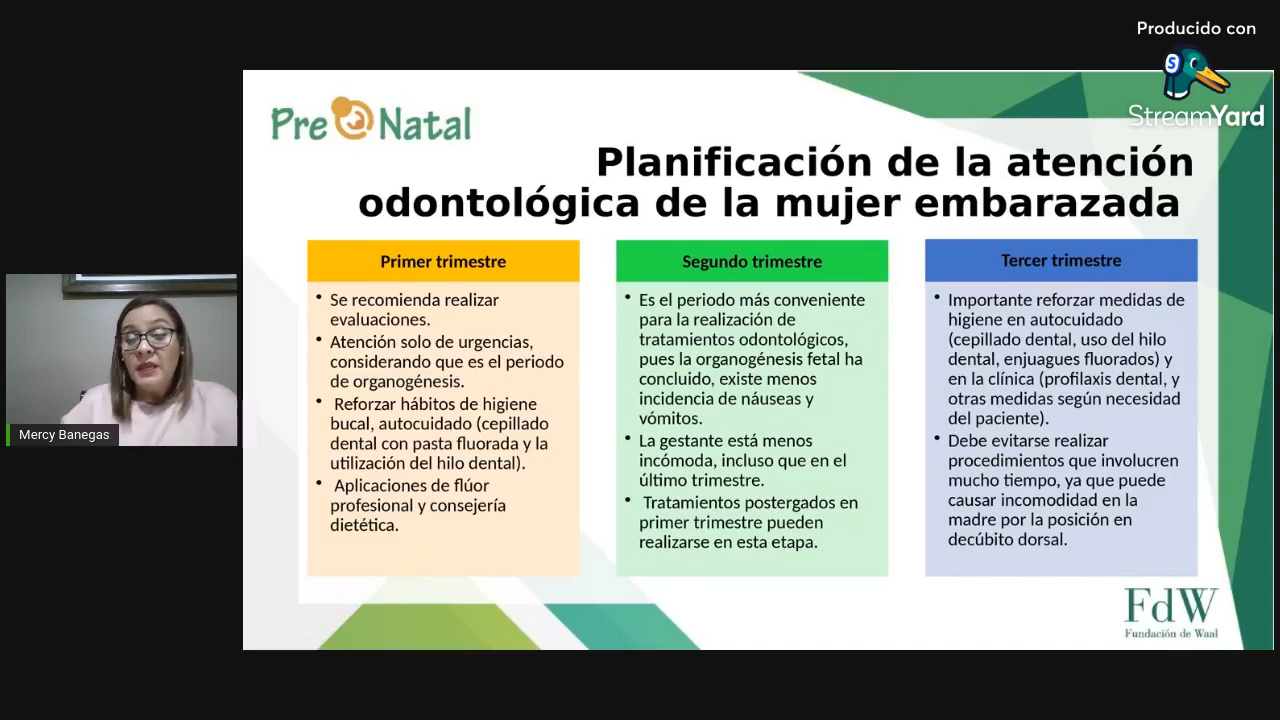 Producido con
StreamYard
Pre Natal
Planificación de la atención
odontológica de la mujer embarazada
Primer trimestre
• Se recomienda realizar
evaluaciones.
• Atención solo de urgencias,
considerando que es el periodo
de organogénesis.
• Reforzar hábitos de higiene
bucal, autocuidado (cepillado
dental con pasta fluorada y la
utilización del hilo dental).
• Aplicaciones de flúor
profesional y consejería
dietética.
Segundo trimestre
• Es el periodo más conveniente
para la realización de
tratamientos odontológicos,
pues la organogénesis fetal ha
concluido, existe menos
incidencia de náuseas y
vómitos.
• La gestante está menos
incómoda, incluso que en el
último trimestre.
• Tratamientos postergados en
primer trimestre pueden
realizarse en esta etapa.
Tercer trimestre
• Importante reforzar medidas de
higiene en autocuidado
(cepillado dental, uso del hilo
dental, enjuagues fluorados) y
en la clínica (profilaxis dental, y
otras medidas según necesidad
del paciente).
• Debe evitarse realizar
procedimientos que involucren
mucho tiempo, ya que puede
causar incomodidad en la
madre por la posición en
decúbito dorsal.
Mercy Banegas
FdW
Fundación de Waal